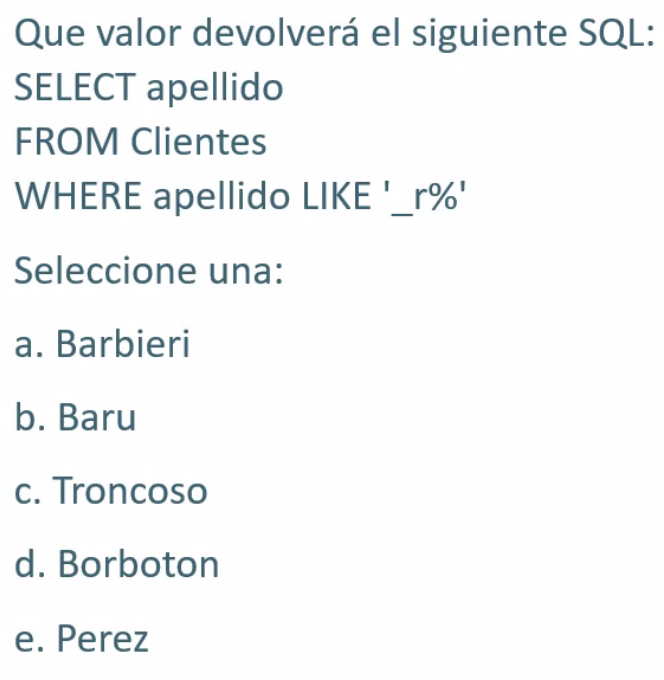 Que valor devolverá el siguiente SQL:
SELECT apellido
FROM Clientes
WHERE apellido LIKE '_r%'
Seleccione una:
a. Barbieri
b. Baru
c. Troncoso
d. Borboton
e. Perez